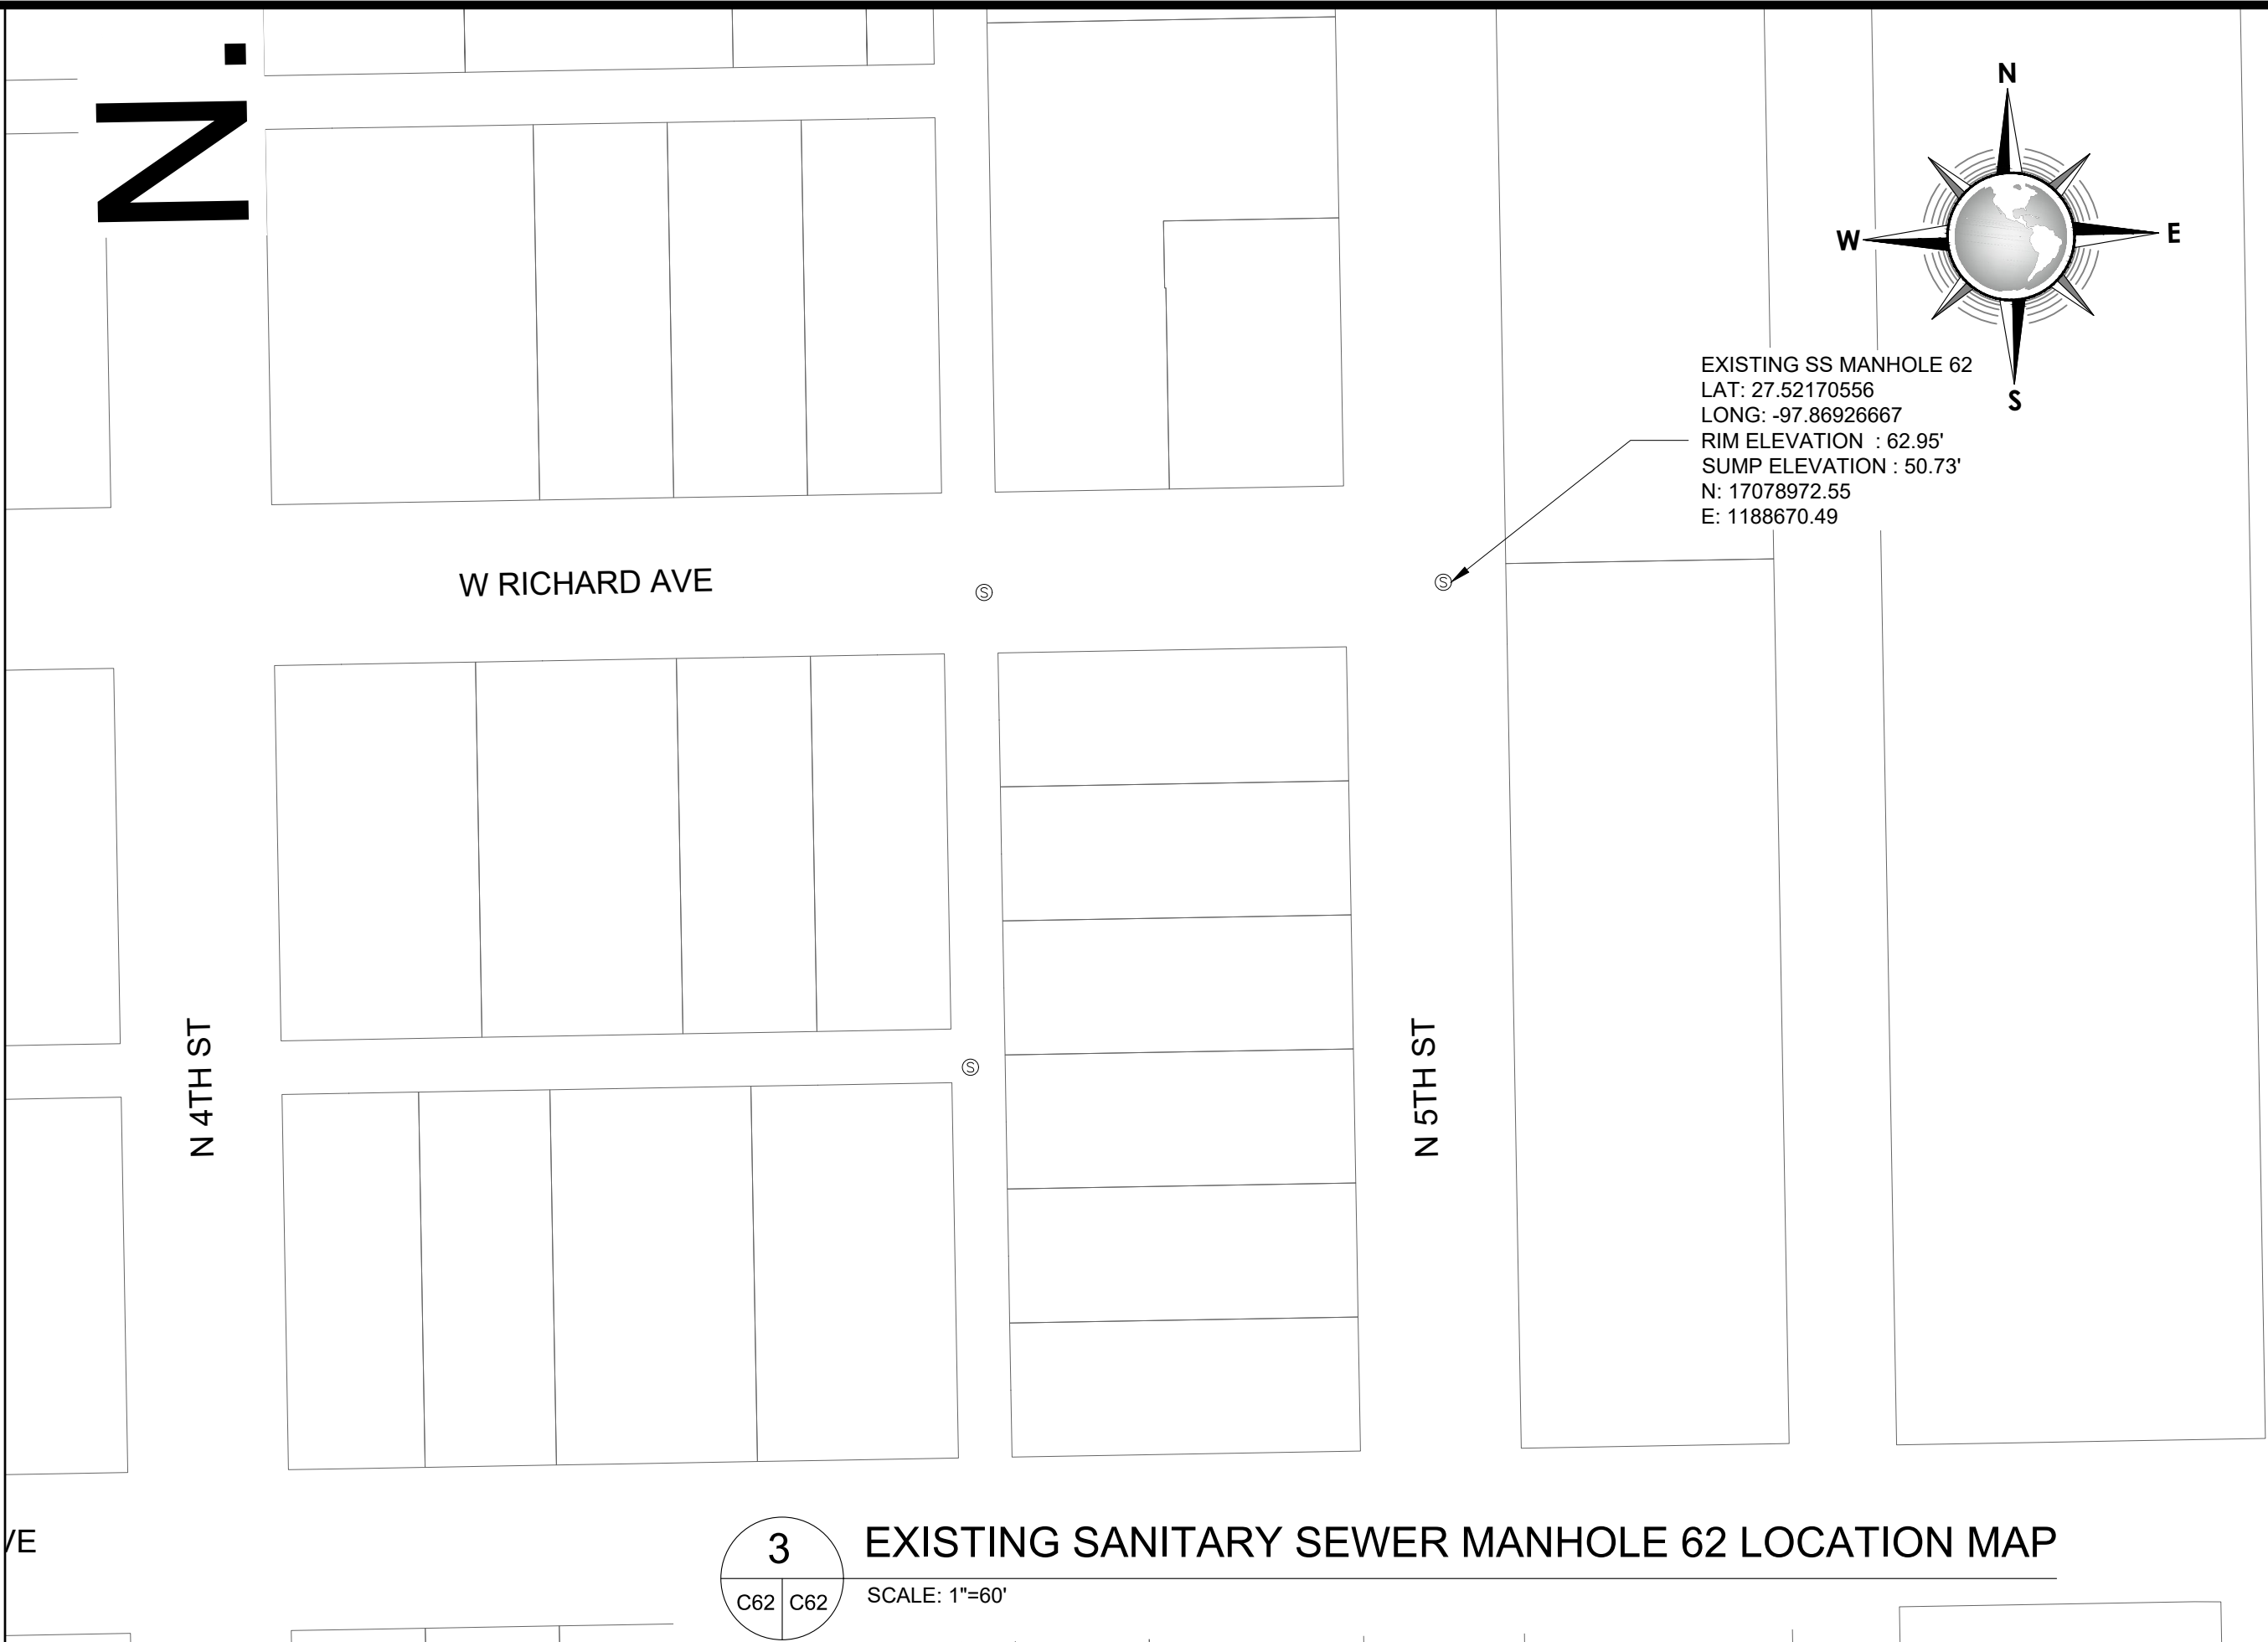 N.
N
W
E
S
EXISTING SS MANHOLE 62
LAT: 27.52170556
LONG: -97.86926667
RIM ELEVATION : 62.95'
SUMP ELEVATION : 50.73'
N: 17078972.55
E: 1188670.49
W RICHARD AVE
S
S
S
N 4TH ST
N 5TH ST
VE
3
C62
C62
EXISTING SANITARY SEWER MANHOLE 62 LOCATION MAP
SCALE: 1"=60'